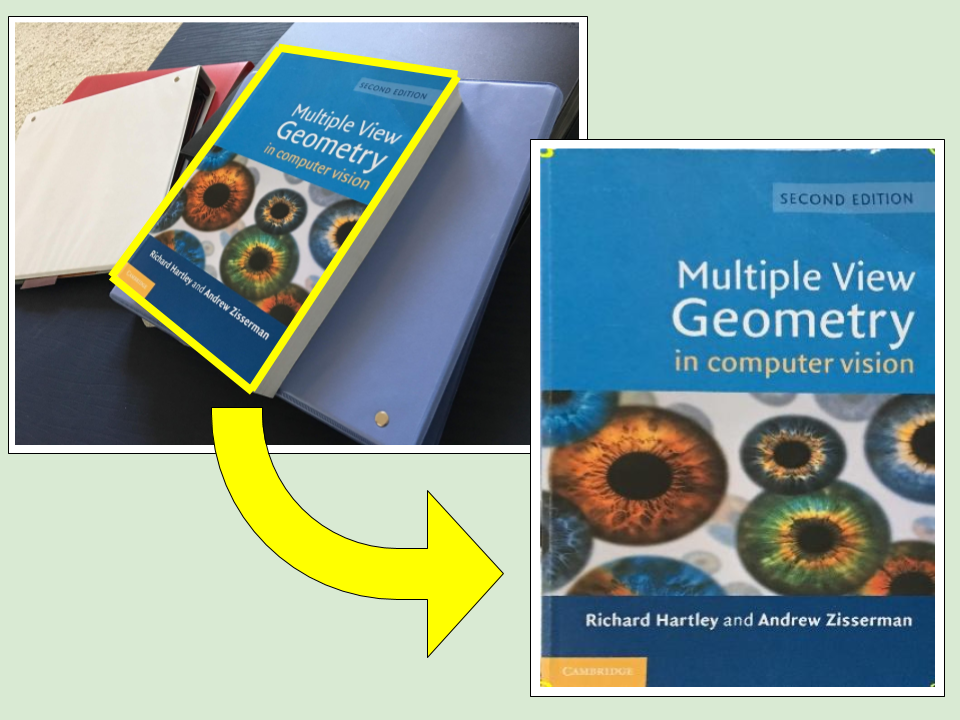 SECOND EDITION
Multiple View
Geometry
in computer vision
Richard Hartley and Andrew Zisserman
Cambridge
SECOND EDITION
Multiple View
Geometry
in computer vision
Richard Hartley and Andrew Zisserman
CAMBRIDGE